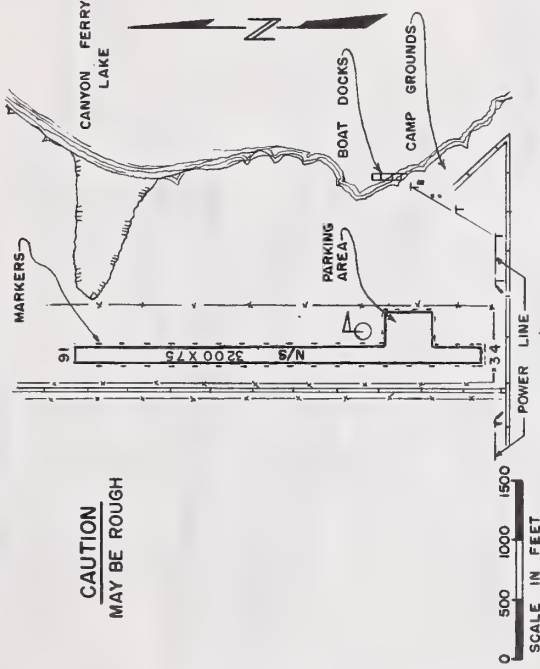 CANYON FERRY
LAKE
N
MARKERS
BOAT DOCKS
CAMP GROUNDS
PARKING
AREA
16
3200 X 75
N/S
34
CAUTION
MAY BE ROUGH
POWER LINE
0 500 1000 1500
SCALE IN FEET